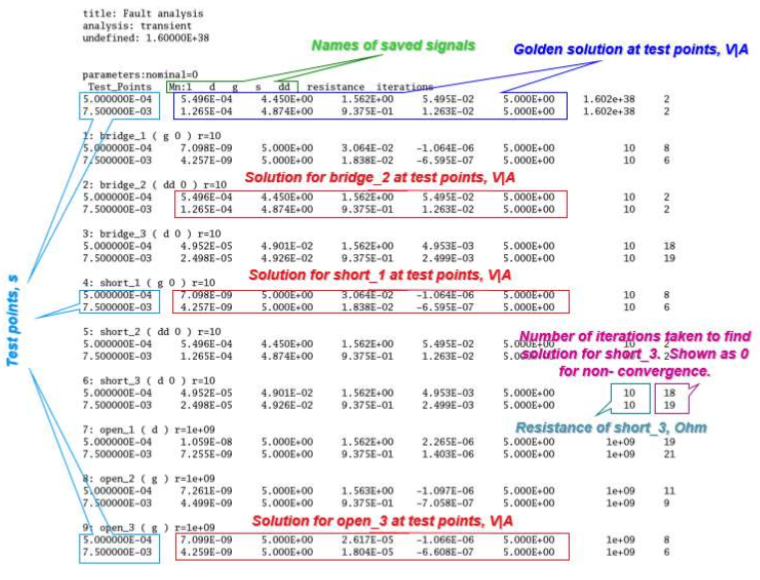 title: Fault analysis
analysis: transient
undefined: 1.60000E+38
Names of saved signals
Golden solution at test points, V|A
parameters:nominal=0
Test_Points Mn:1 d g s dd resistance iterations
5.000000E-04 5.496E-04 4.450E+00 1.562E+00 5.495E-02 5.000E+00 1.602e+38 2
7.500000E-03 1.265E-04 4.874E+00 9.375E-01 1.263E-02 5.000E+00 1.602e+38 2
1: bridge_1 ( g 0 ) r=10
5.000000E-04 7.098E-09 5.000E+00 3.064E-02 -1.064E-06 5.000E+00 10 8
7.500000E-03 4.257E-09 5.000E+00 1.838E-02 -6.595E-07 5.000E+00 10 6
Solution for bridge_2 at test points, V|A
2: bridge_2 ( dd 0 ) r=10
5.000000E-04 5.496E-04 4.450E+00 1.562E+00 5.495E-02 5.000E+00 10 2
7.500000E-03 1.265E-04 4.874E+00 9.375E-01 1.263E-02 5.000E+00 10 2
3: bridge_3 ( d 0 ) r=10
5.000000E-04 4.952E-05 4.901E-02 1.562E+00 4.953E-03 5.000E+00 10 18
7.500000E-03 2.498E-05 4.926E-02 9.375E-01 2.499E-03 5.000E+00 10 19
Solution for short_1 at test points, V|A
4: short_1 ( g 0 ) r=10
5.000000E-04 7.098E-09 5.000E+00 3.064E-02 -1.064E-06 5.000E+00 10 8
7.500000E-03 4.257E-09 5.000E+00 1.838E-02 -6.595E-07 5.000E+00 10 6
Test points, s
5: short_2 ( dd 0 ) r=10
5.000000E-04 5.496E-04 4.450E+00 1.562E+00 5.495E-02 5.000E+00 10 2
7.500000E-03 1.265E-04 4.874E+00 9.375E-01 1.263E-02 5.000E+00 10 2
Number of iterations taken to find
solution for short_3. Shown as 0
for non- convergence.
6: short_3 ( d 0 ) r=10
5.000000E-04 4.952E-05 4.901E-02 1.562E+00 4.953E-03 5.000E+00 10 18
7.500000E-03 2.498E-05 4.926E-02 9.375E-01 2.499E-03 5.000E+00 10 19
Resistance of short_3, Ohm
7: open_1 ( d ) r=1e+09
5.000000E-04 1.059E-08 5.000E+00 1.562E+00 2.265E-06 5.000E+00 1e+09 19
7.500000E-03 7.255E-09 5.000E+00 9.375E-01 1.403E-06 5.000E+00 1e+09 21
8: open_2 ( g ) r=1e+09
5.000000E-04 7.261E-09 5.000E+00 1.563E+00 -1.097E-06 5.000E+00 1e+09 11
7.500000E-03 4.499E-09 5.000E+00 9.375E-01 -7.058E-07 5.000E+00 1e+09 9
Solution for open_3 at test points, V|A
9: open_3 ( g ) r=1e+09
5.000000E-04 7.099E-09 5.000E+00 2.617E-05 -1.066E-06 5.000E+00 1e+09 8
7.500000E-03 4.259E-09 5.000E+00 1.804E-05 -6.608E-07 5.000E+00 1e+09 6